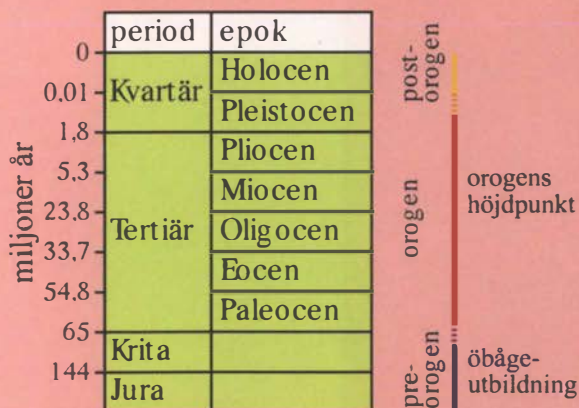 period epok
0
Holocen
0,01 Kvartär
Pleistocen
1,8
Pliocen
5,3
Miocen
23.8
Tertiär Oligocen
33,7
Eocen
54,8
Paleocen
65
Krita
144
Jura
miljoner år
post-
orogen
orogen
pre-
orogen
orogens
höjdpunkt
öbåge-
utbildning